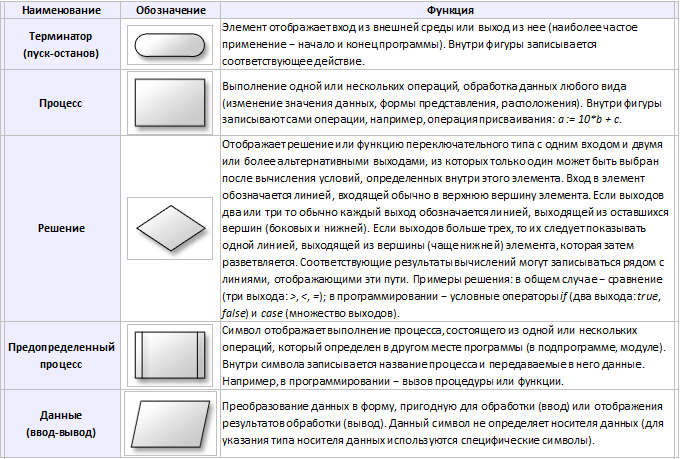 Наименование Обозначение Функция
Терминатор
(пуск-останов)
Элемент отображает вход из внешней среды или выход из нее (наиболее частое
применение − начало и конец программы). Внутри фигуры записывается
соответствующее действие.
Процесс
Выполнение одной или нескольких операций, обработка данных любого вида
(изменение значения данных, формы представления, расположения). Внутри фигуры
записывают сами операции, например, операция присваивания: a := 10*b + c.
Решение
Отображает решение или функцию переключательного типа с одним входом и двумя
или более альтернативными выходами, из которых только один может быть выбран
после вычисления условий, определенных внутри этого элемента. Вход в элемент
обозначается линией, входящей обычно в верхнюю вершину элемента. Если выходов
два или три то обычно каждый выход обозначается линией, выходящей из оставшихся
вершин (боковых и нижней). Если выходов больше трех, то их следует показывать
одной линией, выходящей из вершины (чаще нижней) элемента, которая затем
разветвляется. Соответствующие результаты вычислений могут записываться рядом с
линиями, отображающими эти пути. Примеры решения: в общем случае − сравнение
(три выхода: >, <, =); в программировании − условные операторы if (два выхода: true,
false) и case (множество выходов).
Предопределенный
процесс
Символ отображает выполнение процесса, состоящего из одной или нескольких
операций, который определен в другом месте программы (в подпрограмме, модуле).
Внутри символа записывается название процесса и передаваемые в него данные.
Например, в программировании − вызов процедуры или функции.
Данные
(ввод-вывод)
Преобразование данных в форму, пригодную для обработки (ввод) или отображения
результатов обработки (вывод). Данный символ не определяет носителя данных (для
указания типа носителя данных используются специфические символы).